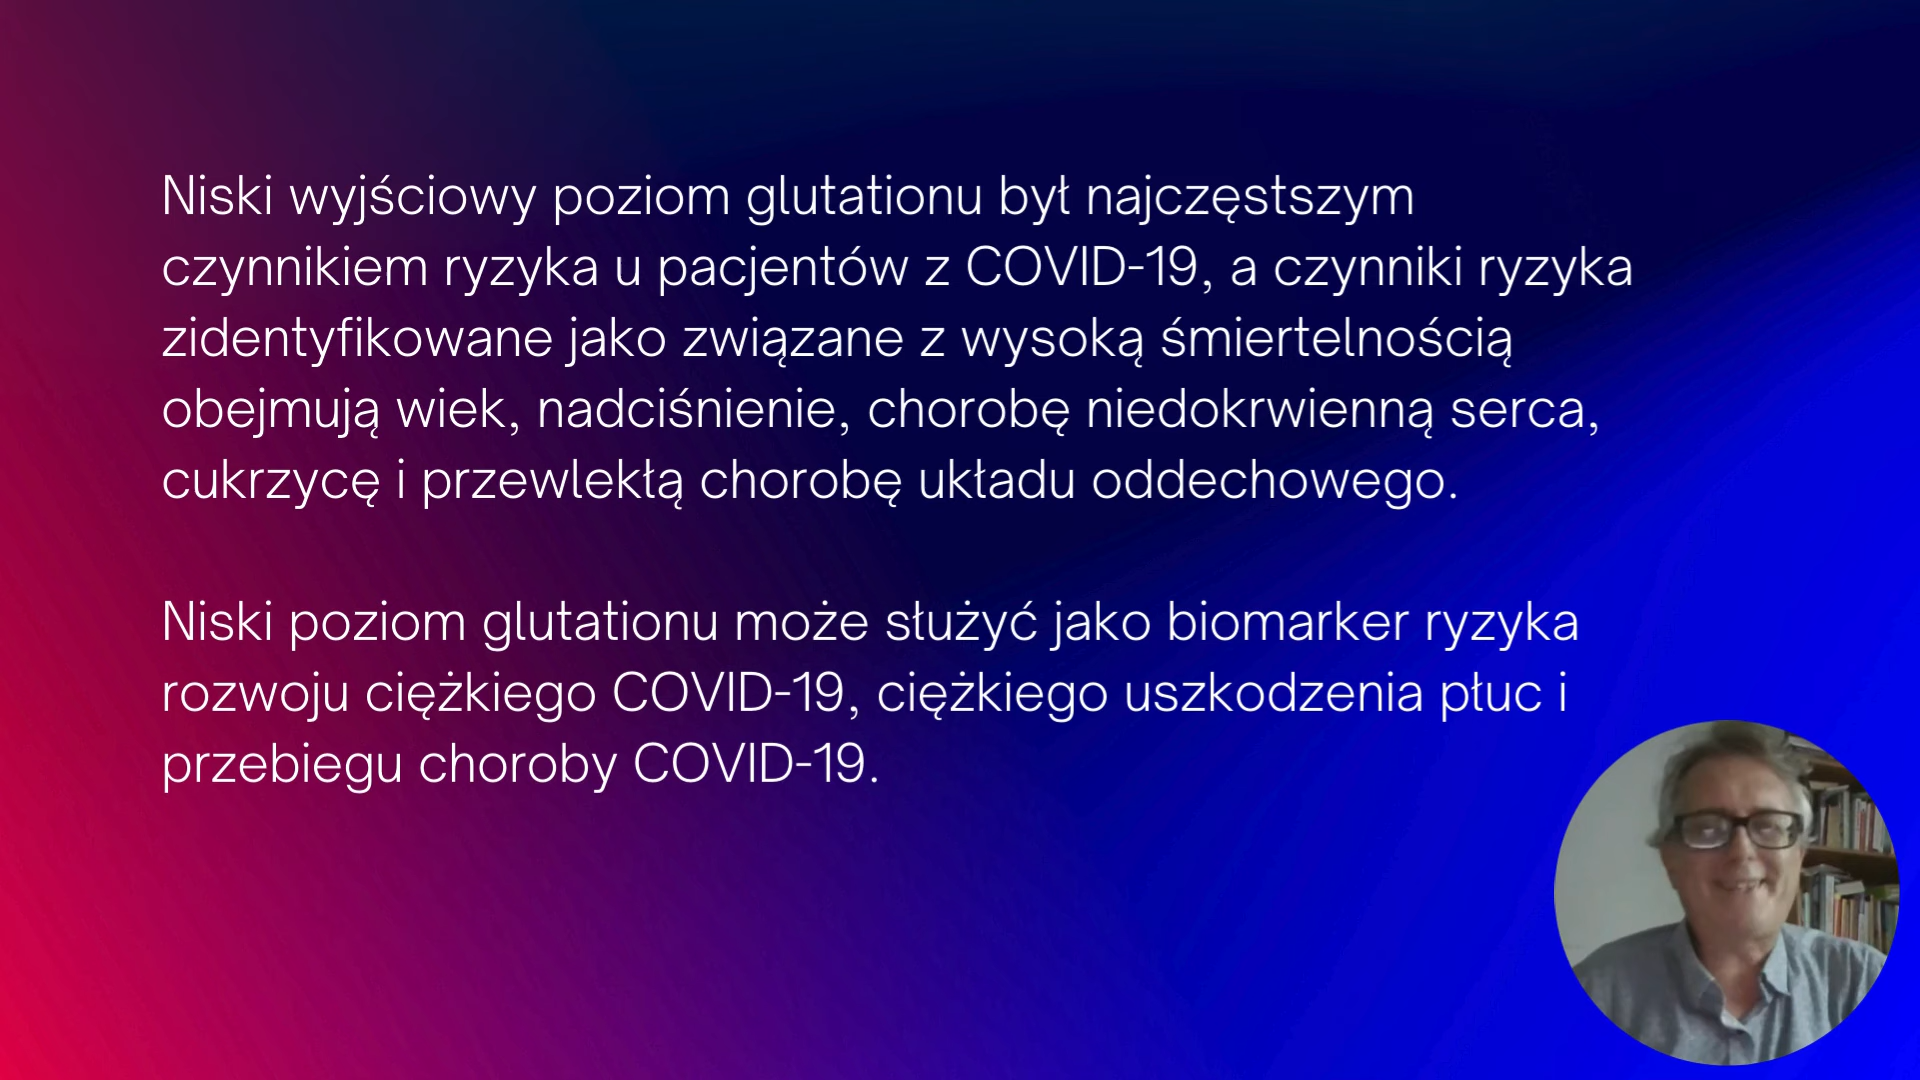 Niski wyjściowy poziom glutationu był najczęstszym
czynnikiem ryzyka u pacjentów z COVID-19, a czynniki ryzyka
zidentyfikowane jako związane z wysoką śmiertelnością
obejmują wiek, nadciśnienie, chorobę niedokrwienną serca,
cukrzycę i przewlekłą chorobę układu oddechowego.
Niski poziom glutationu może służyć jako biomarker ryzyka
rozwoju ciężkiego COVID-19, ciężkiego uszkodzenia płuc i
przebiegu choroby COVID-19.